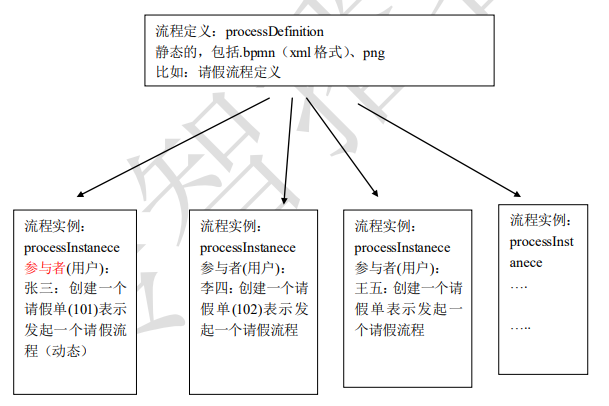 流程定义：processDefinition
静态的，包括.bpmn（xml 格式）、png
比如：请假流程定义
流程实例：
processInstanece
参与者(用户)：
张三：创建一个
请假单(101)表示
发起一个请假流
程（动态）
流程实例：
processInstanece
参与者(用户)：
李四：创建一个请
假单(102)表示发
起一个请假流程
流程实例：
processInstanece
参与者(用户)：
王五：创建一个请
假单表示发起一
个请假流程
流程实例：
processInst
anece
….
…..